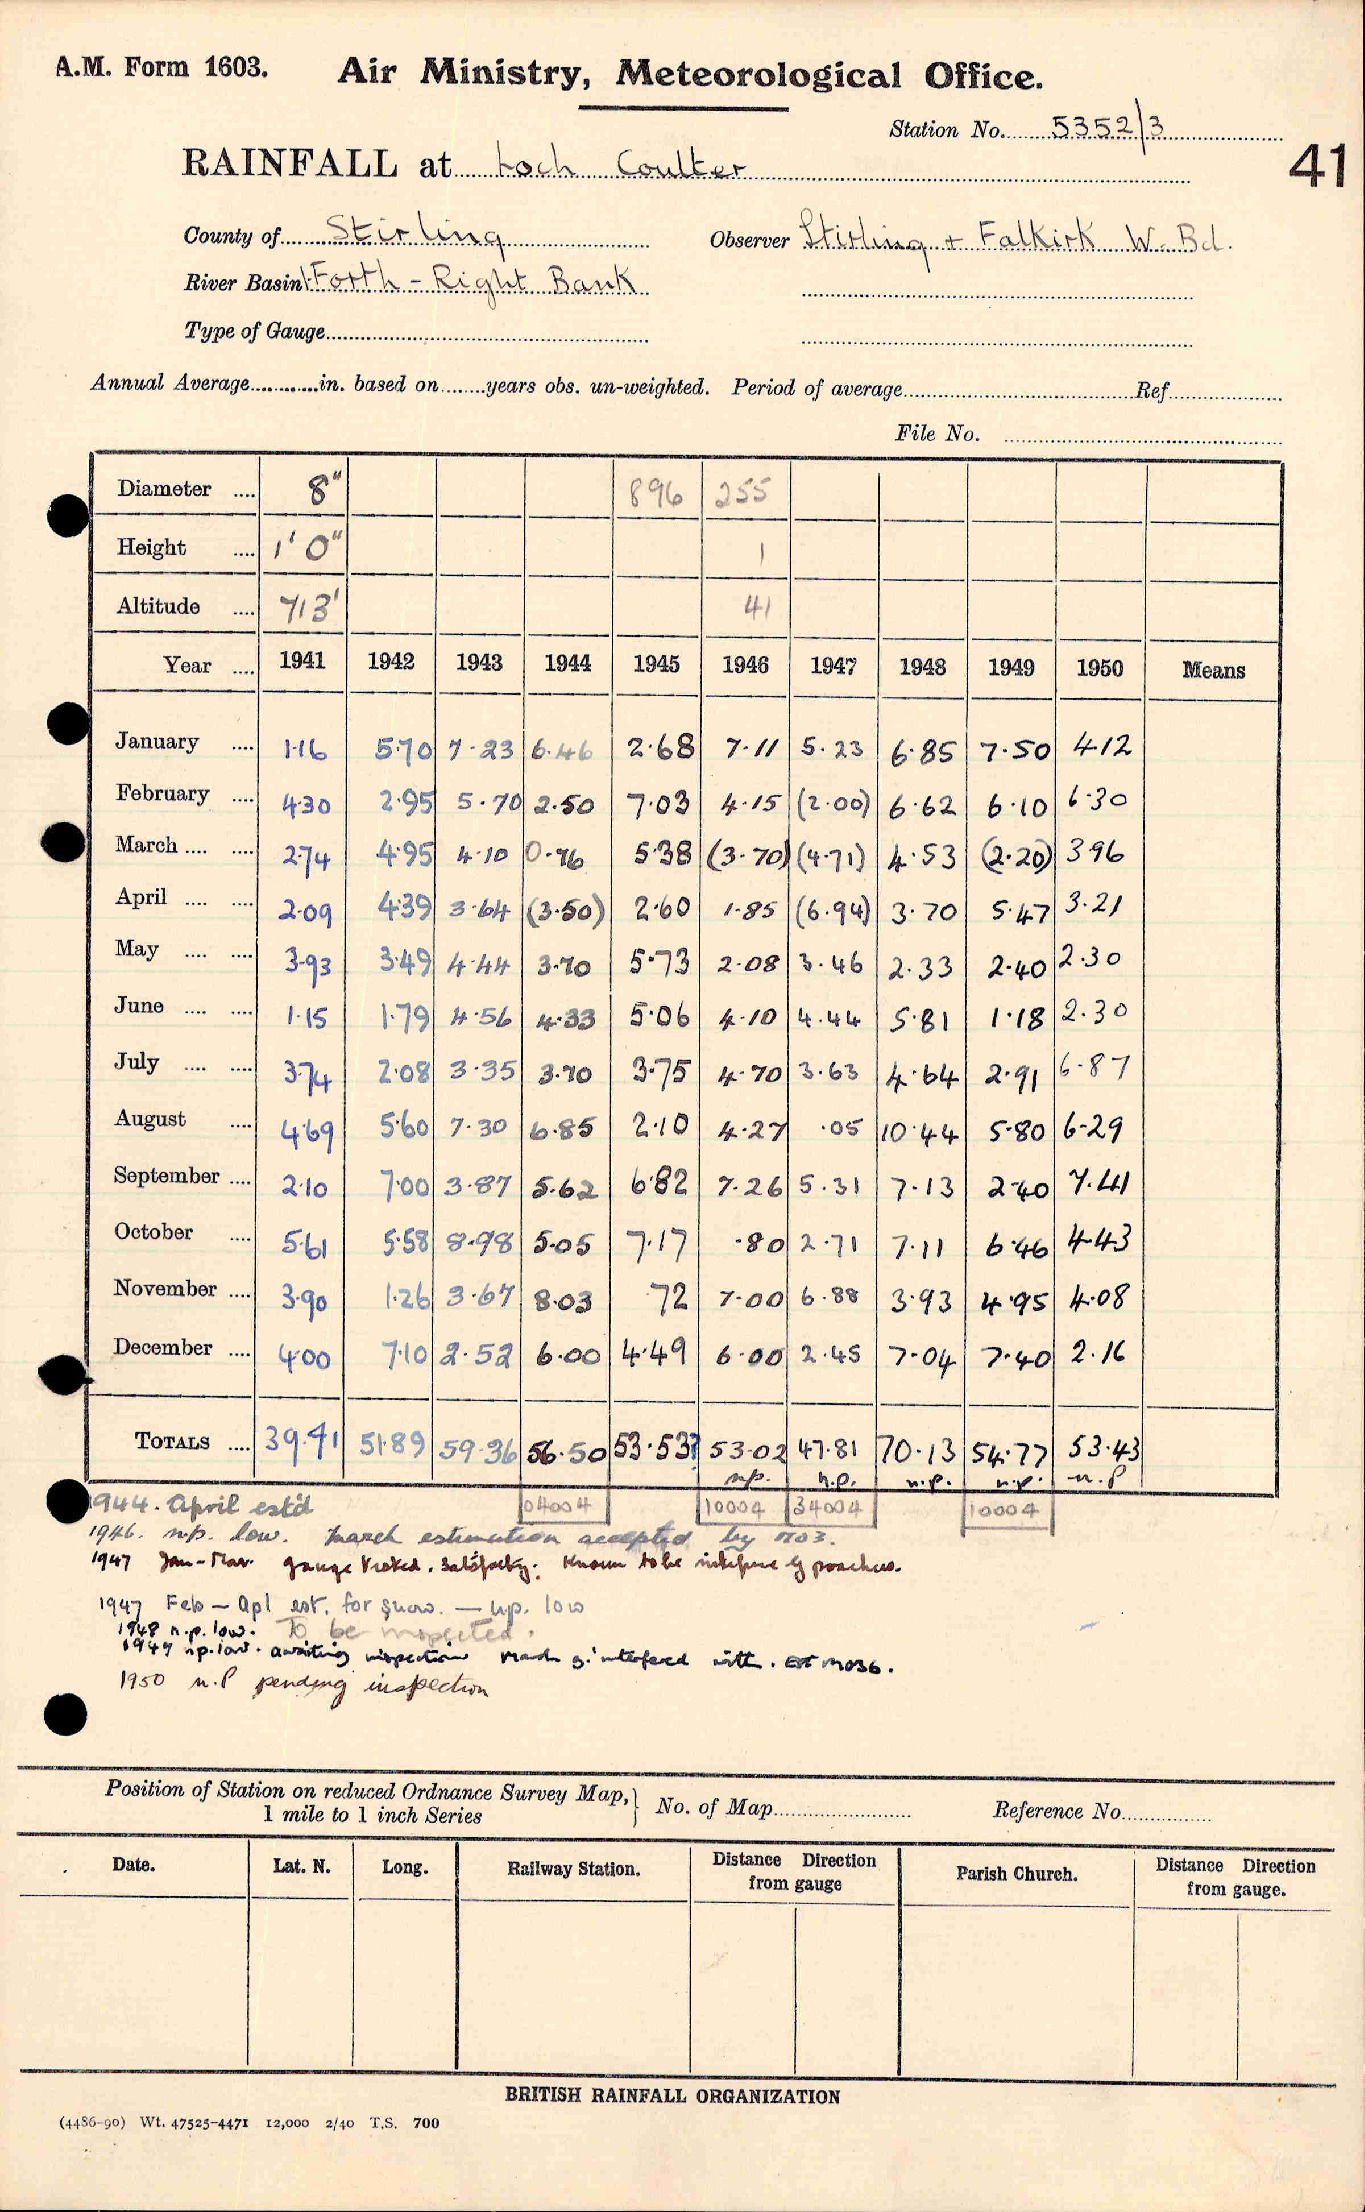 A.M. Form 1603. Air Ministry, Meteorological Office.
Station No. 5352/3
41
RAINFALL at Loch Coulter
County of Stirling Observer Stirling + Falkirk W. Bd.
River Basin Forth - Right Bank
Type of Gauge
Annual Average in. based on years obs. un-weighted. Period of average Ref
File No.
Diameter .... 8" 896 255
Height .... 1' 0" 1
Altitude .... 713' 41
Year .... 1941 1942 1943 1944 1945 1946 1947 1948 1949 1950 Means
January .... 1.16 5.70 7.23 6.46 2.68 7.11 5.23 6.85 7.50 4.12
February .... 4.30 2.95 5.70 2.50 7.03 4.15 (2.00) 6.62 6.10 6.30
March .... .... 2.74 4.95 4.10 0.76 5.38 (3.70) (4.71) 4.53 (2.20) 3.96
April .... .... 2.09 4.39 3.64 (3.50) 2.60 1.85 (6.94) 3.70 5.47 3.21
May .... .... 3.93 3.49 4.44 3.70 5.73 2.08 3.46 2.33 2.40 2.30
June .... .... 1.15 1.79 4.56 4.33 5.06 4.10 4.44 5.81 1.18 2.30
July .... .... 3.74 2.08 3.35 3.70 3.75 4.70 3.63 4.64 2.91 6.87
August .... 4.69 5.60 7.30 6.85 2.10 4.27 .05 10.44 5.80 6.29
September .... 2.10 7.00 3.87 5.62 6.82 7.26 5.31 7.13 2.40 7.41
October .... 5.61 5.58 8.98 5.05 7.17 .80 2.71 7.11 6.46 4.43
November .... 3.90 1.26 3.67 8.03 .72 7.00 6.88 3.93 4.95 4.08
December .... 4.00 7.10 2.52 6.00 4.49 6.00 2.45 7.04 7.40 2.16
TOTALS .... 39.41 51.89 59.36 56.50 53.53? 53.02 47.81 70.13 54.77 53.43
n.p. n.p. n.p. n.p. n.p
1944. April est'd 04004 10004 34004 10004
1946. n.p. low. March estimation accepted by M03.
1947 Jan-Mar. gauge Visited. Known to be by poachers.
1947 Feb - Apl est. for snow. - n.p. low
1948 n.p. low. To be inspected.
1949 n.p. low. awaiting inspection March g. interfered with. Est M036.
1950 n.P pending inspection
Position of Station on reduced Ordnance Survey Map, 1 mile to 1 inch Series } No. of Map Reference No.
Date. Lat. N. Long. Railway Station. Distance Direction from gauge Parish Church. Distance Direction from gauge.
BRITISH RAINFALL ORGANIZATION
(4486-90) Wt. 47525-4471 12,000 2/40 T.S. 700